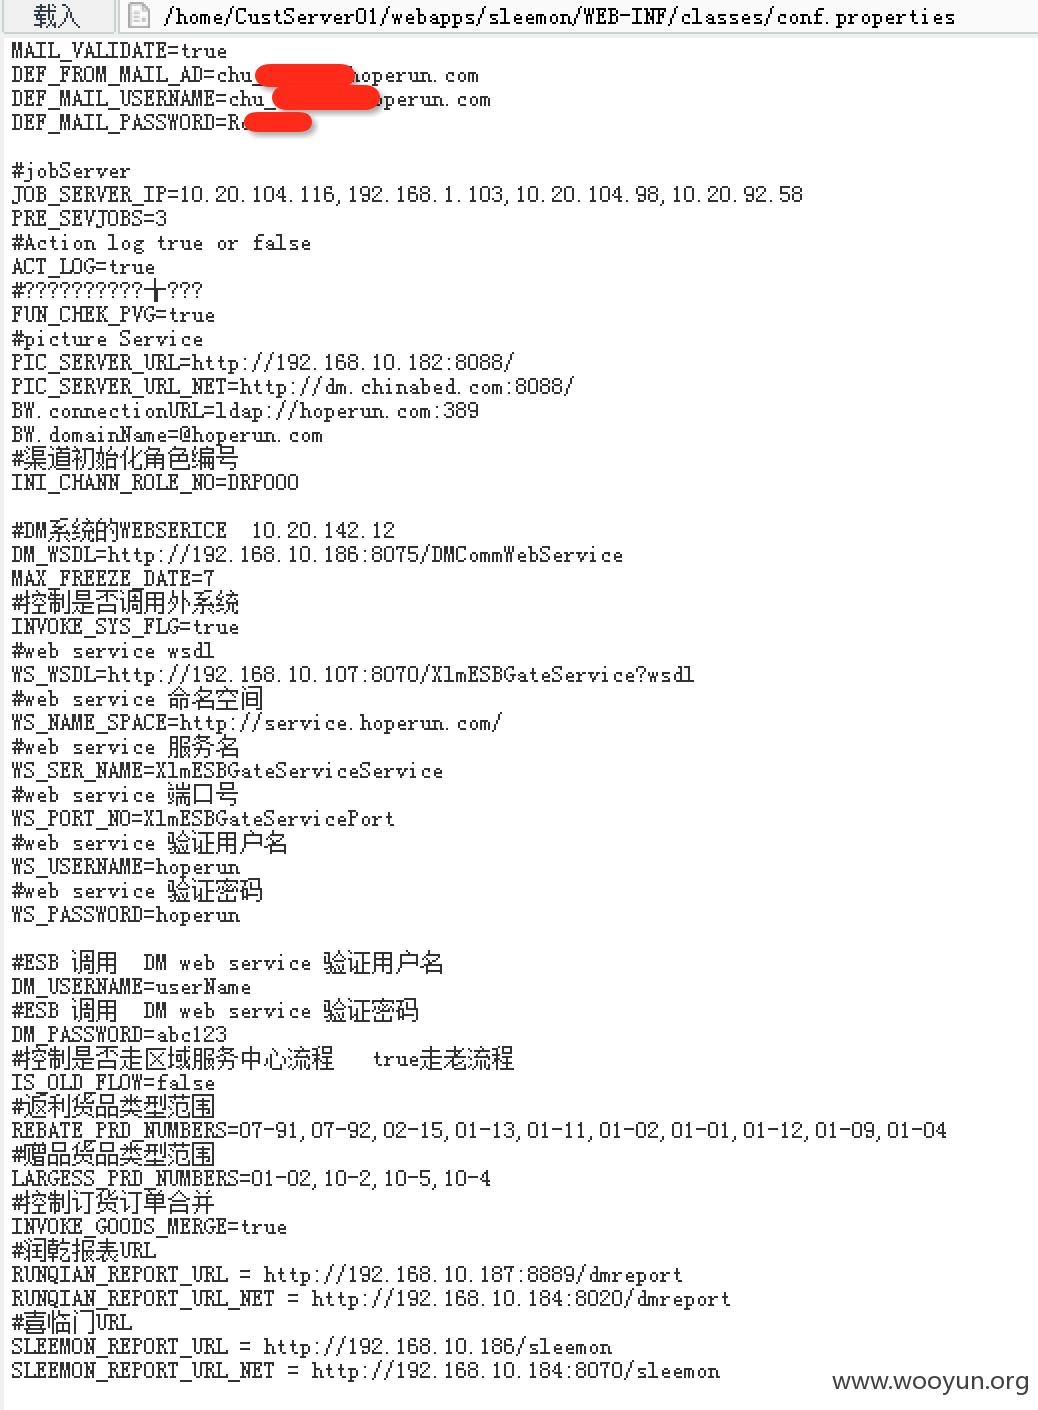 载入 /home/CustServer01/webapps/sleemon/WEB-INF/classes/conf.properties
MAIL_VALIDATE=true
DEF_FROM_MAIL_AD=chu_ hoperun.com
DEF_MAIL_USERNAME=chu_ operun.com
DEF_MAIL_PASSWORD=R

#jobServer
JOB_SERVER_IP=10.20.104.116,192.168.1.103,10.20.104.98,10.20.92.58
PRE_SEVJOBS=3
#Action log true or false
ACT_LOG=true
#??????????╈???
FUN_CHEK_PVG=true
#picture Service
PIC_SERVER_URL=http://192.168.10.182:8088/
PIC_SERVER_URL_NET=http://dm.chinabed.com:8088/
BW.connectionURL=ldap://hoperun.com:389
BW.domainName=@hoperun.com
#渠道初始化角色编号
INI_CHANN_ROLE_NO=DRP000

#DM系统的WEBSERICE  10.20.142.12
DM_WSDL=http://192.168.10.186:8075/DMCommWebService
MAX_FREEZE_DATE=7
#控制是否调用外系统
INVOKE_SYS_FLG=true
#web service wsdl
WS_WSDL=http://192.168.10.107:8070/XlmESBGateService?wsdl
#web service 命名空间
WS_NAME_SPACE=http://service.hoperun.com/
#web service 服务名
WS_SER_NAME=XlmESBGateServiceService
#web service 端口号
WS_PORT_NO=XlmESBGateServicePort
#web service 验证用户名
WS_USERNAME=hoperun
#web service 验证密码
WS_PASSWORD=hoperun

#ESB 调用  DM web service 验证用户名
DM_USERNAME=userName
#ESB 调用  DM web service 验证密码
DM_PASSWORD=abc123
#控制是否走区域服务中心流程   true走老流程
IS_OLD_FLOW=false
#返利货品类型范围
REBATE_PRD_NUMBERS=07-91,07-92,02-15,01-13,01-11,01-02,01-01,01-12,01-09,01-04
#赠品货品类型范围
LARGESS_PRD_NUMBERS=01-02,10-2,10-5,10-4
#控制订货订单合并
INVOKE_GOODS_MERGE=true
#润乾报表URL
RUNQIAN_REPORT_URL = http://192.168.10.187:8889/dmreport
RUNQIAN_REPORT_URL_NET = http://192.168.10.184:8020/dmreport
#喜临门URL
SLEEMON_REPORT_URL = http://192.168.10.186/sleemon
SLEEMON_REPORT_URL_NET = http://192.168.10.184:8070/sleemon
www.wooyun.org